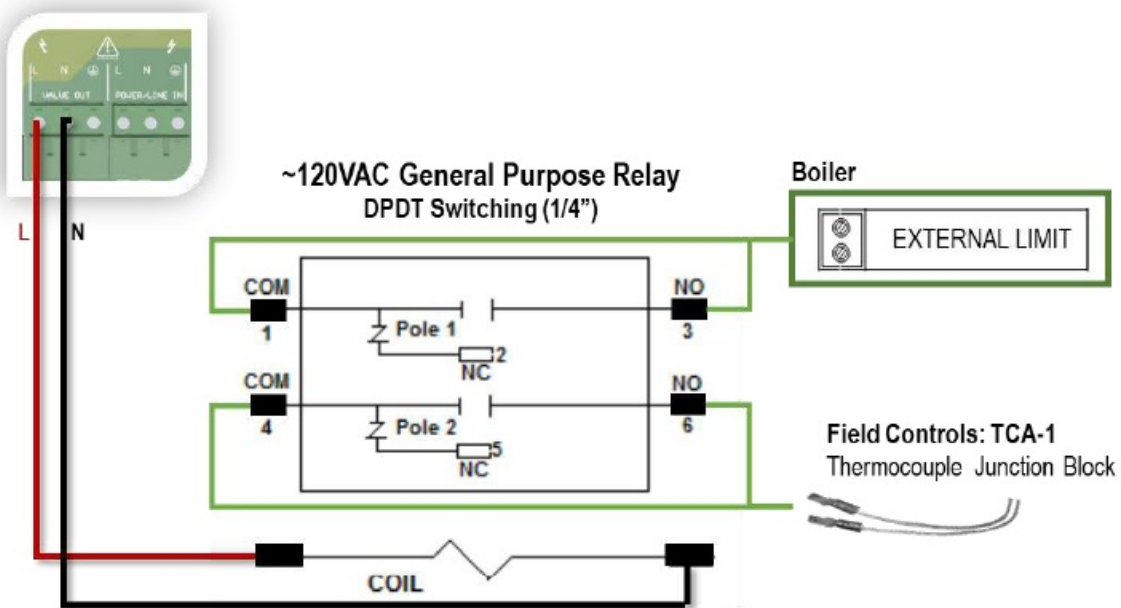 L N L N
VALVE OUT POWER/LINE IN
L N
~120VAC General Purpose Relay
DPDT Switching (1/4”)
Boiler
EXTERNAL LIMIT
COM
1
Pole 1
2
NC
NO
3
COM
4
Pole 2
5
NC
NO
6
Field Controls: TCA-1
Thermocouple Junction Block
COIL